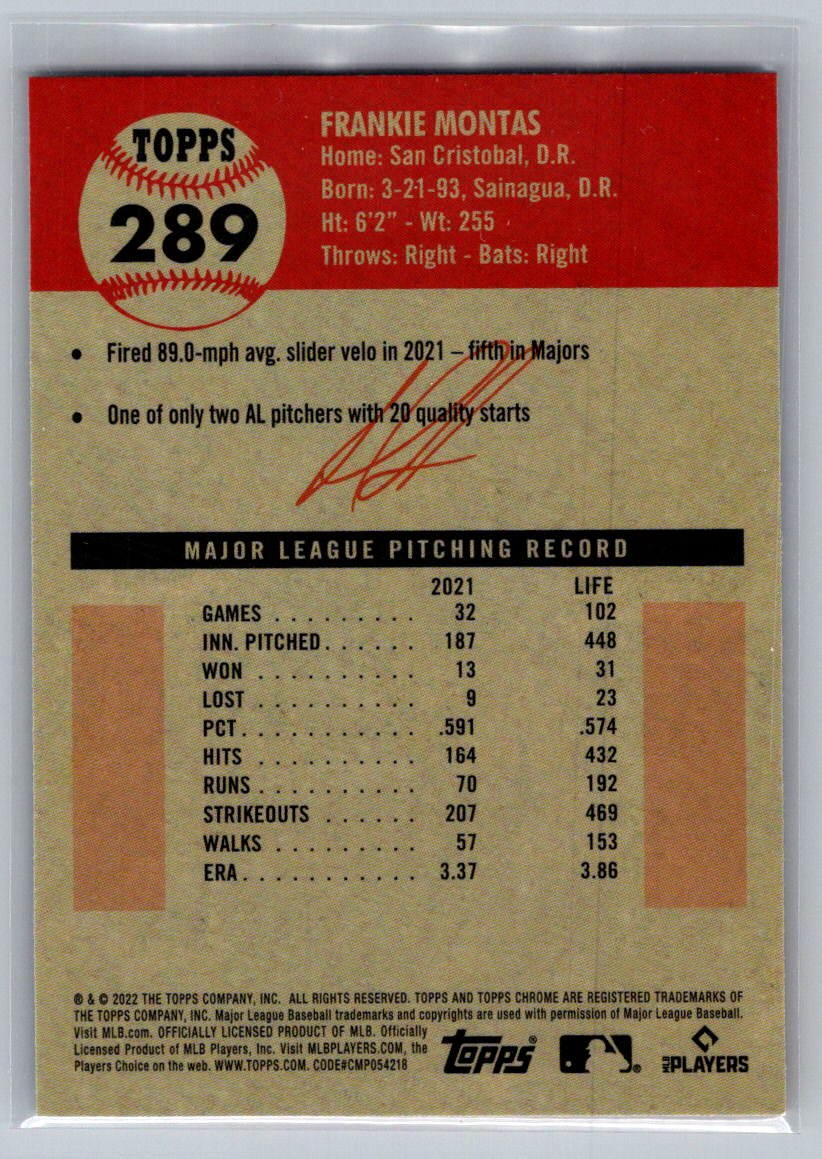 TOPPS
289
FRANKIE MONTAS
Home: San Cristobal, D.R.
Born: 3-21-93, Sainagua, D.R.
Ht: 6'2" - Wt: 255
Throws: Right - Bats: Right
• Fired 89.0-mph avg. slider velo in 2021 – fifth in Majors
• One of only two AL pitchers with 20 quality starts
MAJOR LEAGUE PITCHING RECORD
2021 LIFE
GAMES . . . . . . . . . . 32 102
INN. PITCHED . . . . . . 187 448
WON . . . . . . . . . . 13 31
LOST . . . . . . . . . . 9 23
PCT. . . . . . . . . . . .591 .574
HITS . . . . . . . . . . 164 432
RUNS . . . . . . . . . . 70 192
STRIKEOUTS . . . . . . 207 469
WALKS . . . . . . . . . 57 153
ERA. . . . . . . . . . . 3.37 3.86
® & © 2022 THE TOPPS COMPANY, INC. ALL RIGHTS RESERVED. TOPPS AND TOPPS CHROME ARE REGISTERED TRADEMARKS OF
THE TOPPS COMPANY, INC. Major League Baseball trademarks and copyrights are used with permission of Major League Baseball.
Visit MLB.com. OFFICIALLY LICENSED PRODUCT OF MLB. Officially
Licensed Product of MLB Players, Inc. Visit MLBPLAYERS.COM, the
Players Choice on the web. WWW.TOPPS.COM. CODE#CMP054218
topps®
®
MLB PLAYERS